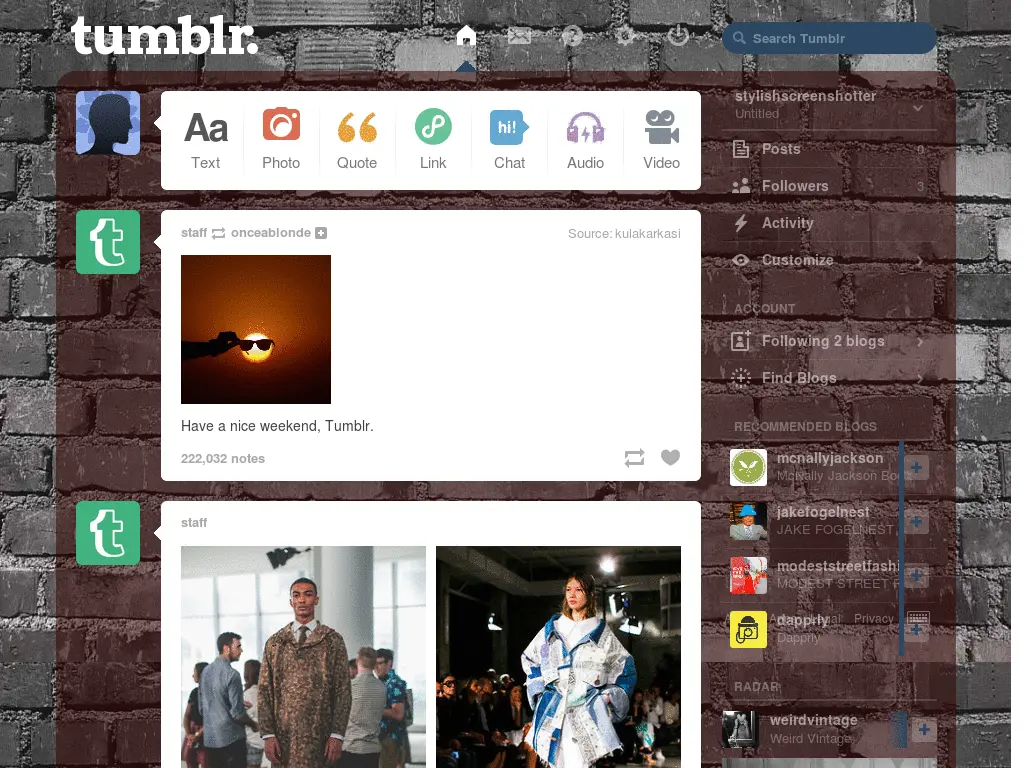 tumblr.
Search Tumblr
Aa
Text
Photo
Quote
Link
hi!
Chat
Audio
Video
staff onceablonde
Source: kulakarkasi
Have a nice weekend, Tumblr.
222,032 notes
staff
stylishscreenshotter
Untitled
Posts 0
Followers 3
Activity
Customize
ACCOUNT
Following 2 blogs
Find Blogs
RECOMMENDED BLOGS
mcnallyjackson
McNally Jackson Bo
jakefogelnest
JAKE FOGELNEST
modeststreetfashi
MODEST STREET F
dapprly
Legal Privacy
Dapprly
RADAR
weirdvintage
Weird Vintage